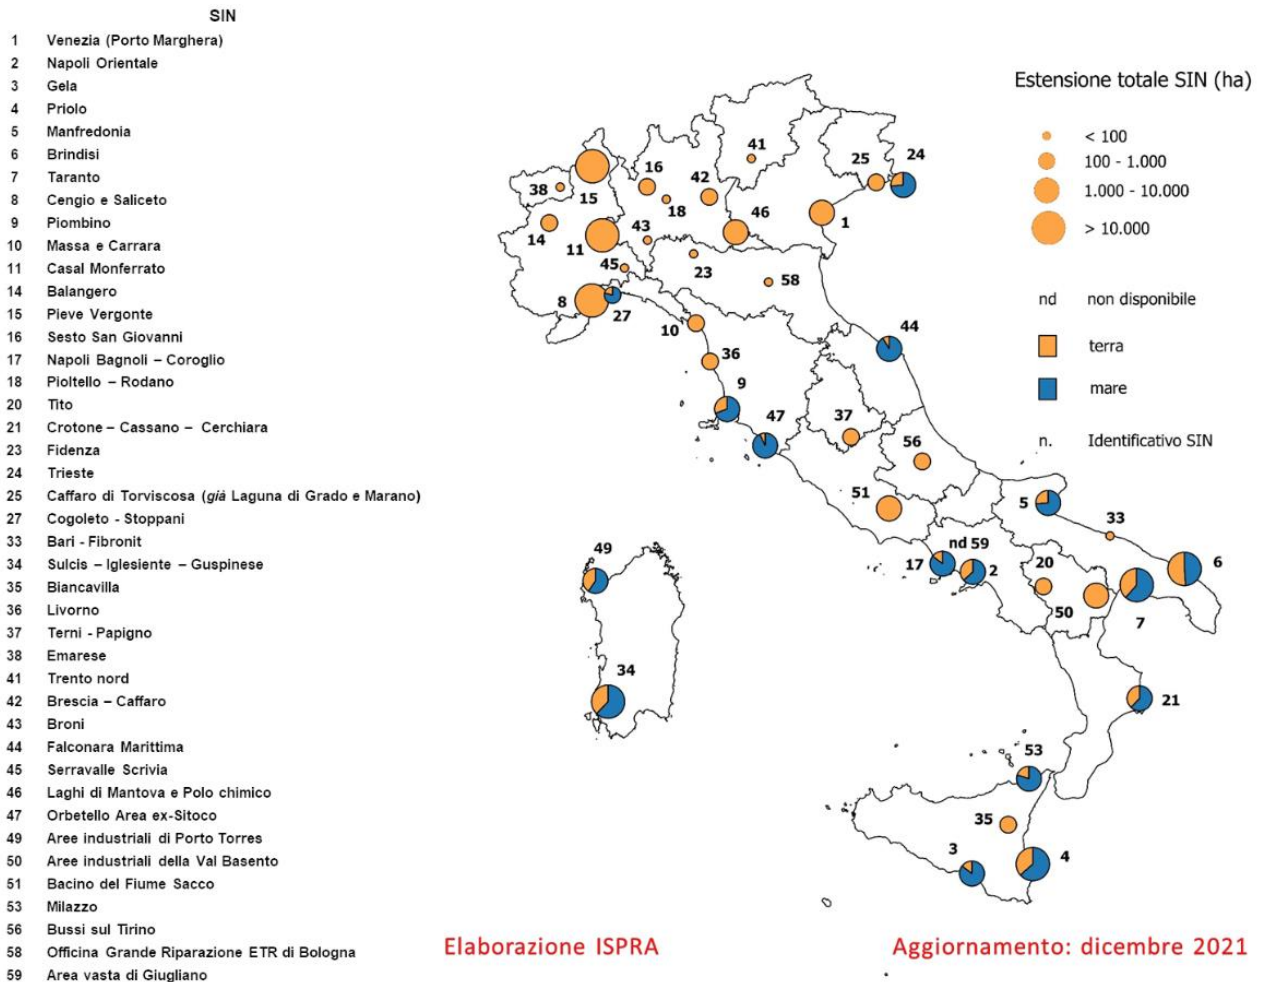 SIN
1 Venezia (Porto Marghera)
2 Napoli Orientale
3 Gela
4 Priolo
5 Manfredonia
6 Brindisi
7 Taranto
8 Cengio e Saliceto
9 Piombino
10 Massa e Carrara
11 Casal Monferrato
14 Balangero
15 Pieve Vergonte
16 Sesto San Giovanni
17 Napoli Bagnoli – Coroglio
18 Pioltello – Rodano
20 Tito
21 Crotone – Cassano – Cerchiara
23 Fidenza
24 Trieste
25 Caffaro di Torviscosa (già Laguna di Grado e Marano)
27 Cogoleto - Stoppani
33 Bari - Fibronit
34 Sulcis – Iglesiente – Guspinese
35 Biancavilla
36 Livorno
37 Terni - Papigno
38 Emarese
41 Trento nord
42 Brescia – Caffaro
43 Broni
44 Falconara Marittima
45 Serravalle Scrivia
46 Laghi di Mantova e Polo chimico
47 Orbetello Area ex-Sitoco
49 Aree industriali di Porto Torres
50 Aree industriali della Val Basento
51 Bacino del Fiume Sacco
53 Milazzo
56 Bussi sul Tirino
58 Officina Grande Riparazione ETR di Bologna
59 Area vasta di Giugliano
41
25
24
16
42
38
15
18
46
1
14
11
43
45
23
58
8
27
10
44
36
9
47
37
56
51
5
33
49
nd 59
17
2
20
6
50
7
34
21
53
35
3
4
Estensione totale SIN (ha)
< 100
100 - 1.000
1.000 - 10.000
> 10.000
nd non disponibile
terra
mare
n. Identificativo SIN
Elaborazione ISPRA
Aggiornamento: dicembre 2021